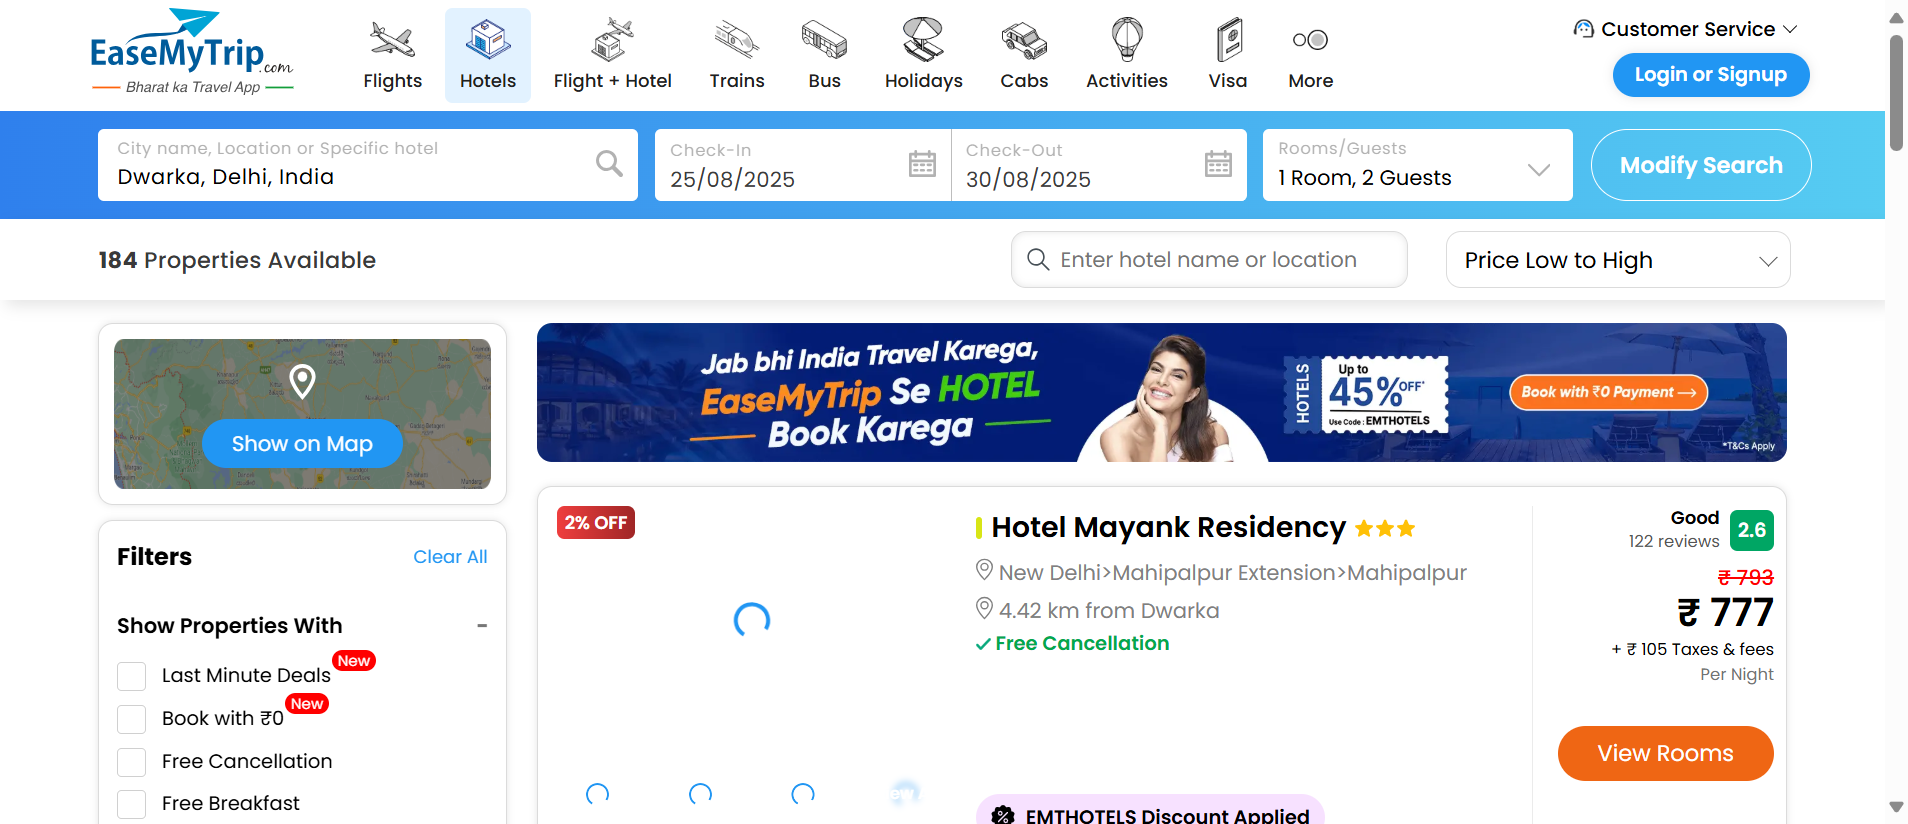 EaseMyTrip.com
Bharat ka Travel App
Flights
Hotels
Flight + Hotel
Trains
Bus
Holidays
Cabs
Activities
Visa
More
Customer Service
Login or Signup
City name, Location or Specific hotel
Dwarka, Delhi, India
Check-In
25/08/2025
Check-Out
30/08/2025
Rooms/Guests
1 Room, 2 Guests
Modify Search
184 Properties Available
Enter hotel name or location
Price Low to High
Show on Map
Jab bhi India Travel Karega,
EaseMyTrip Se HOTEL
Book Karega
HOTELS
Up to
45% OFF*
Use Code : EMTHOTELS
Book with ₹0 Payment →
*T&Cs Apply
Filters
Clear All
Show Properties With
-
Last Minute Deals New
Book with ₹0 New
Free Cancellation
Free Breakfast
2% OFF
Hotel Mayank Residency
New Delhi>Mahipalpur Extension>Mahipalpur
4.42 km from Dwarka
Free Cancellation
EMTHOTELS Discount Applied
Good
122 reviews
2.6
₹ 793
₹ 777
+ ₹ 105 Taxes & fees
Per Night
View Rooms